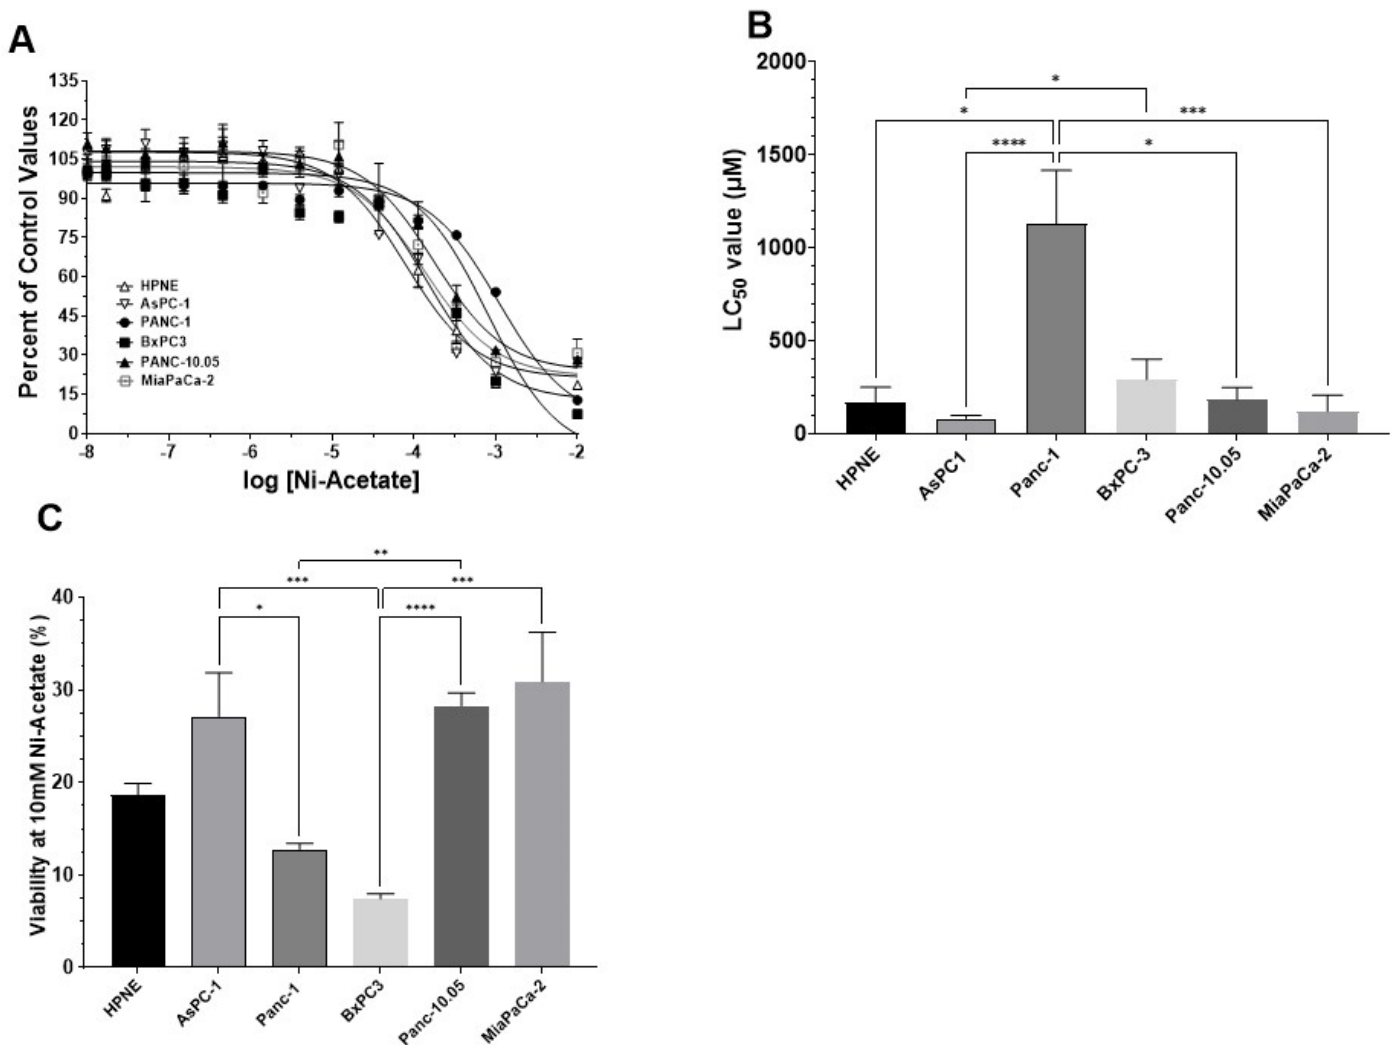 A
135
120
105
90
75
60
45
30
15
0
Percent of Control Values
HPNE
AsPC-1
PANC-1
BxPC3
PANC-10.05
MiaPaCa-2
-8 -7 -6 -5 -4 -3 -2
log [Ni-Acetate]
B
2000
1500
1000
500
0
LC50 value (μM)
*
* ***
**** *
HPNE AsPC1 Panc-1 BxPC-3 Panc-10.05 MiaPaCa-2
C
40
30
20
10
0
Viability at 10mM Ni-Acetate (%)
**
*** ***
* ****
HPNE AsPC-1 Panc-1 BxPC3 Panc-10.05 MiaPaCa-2